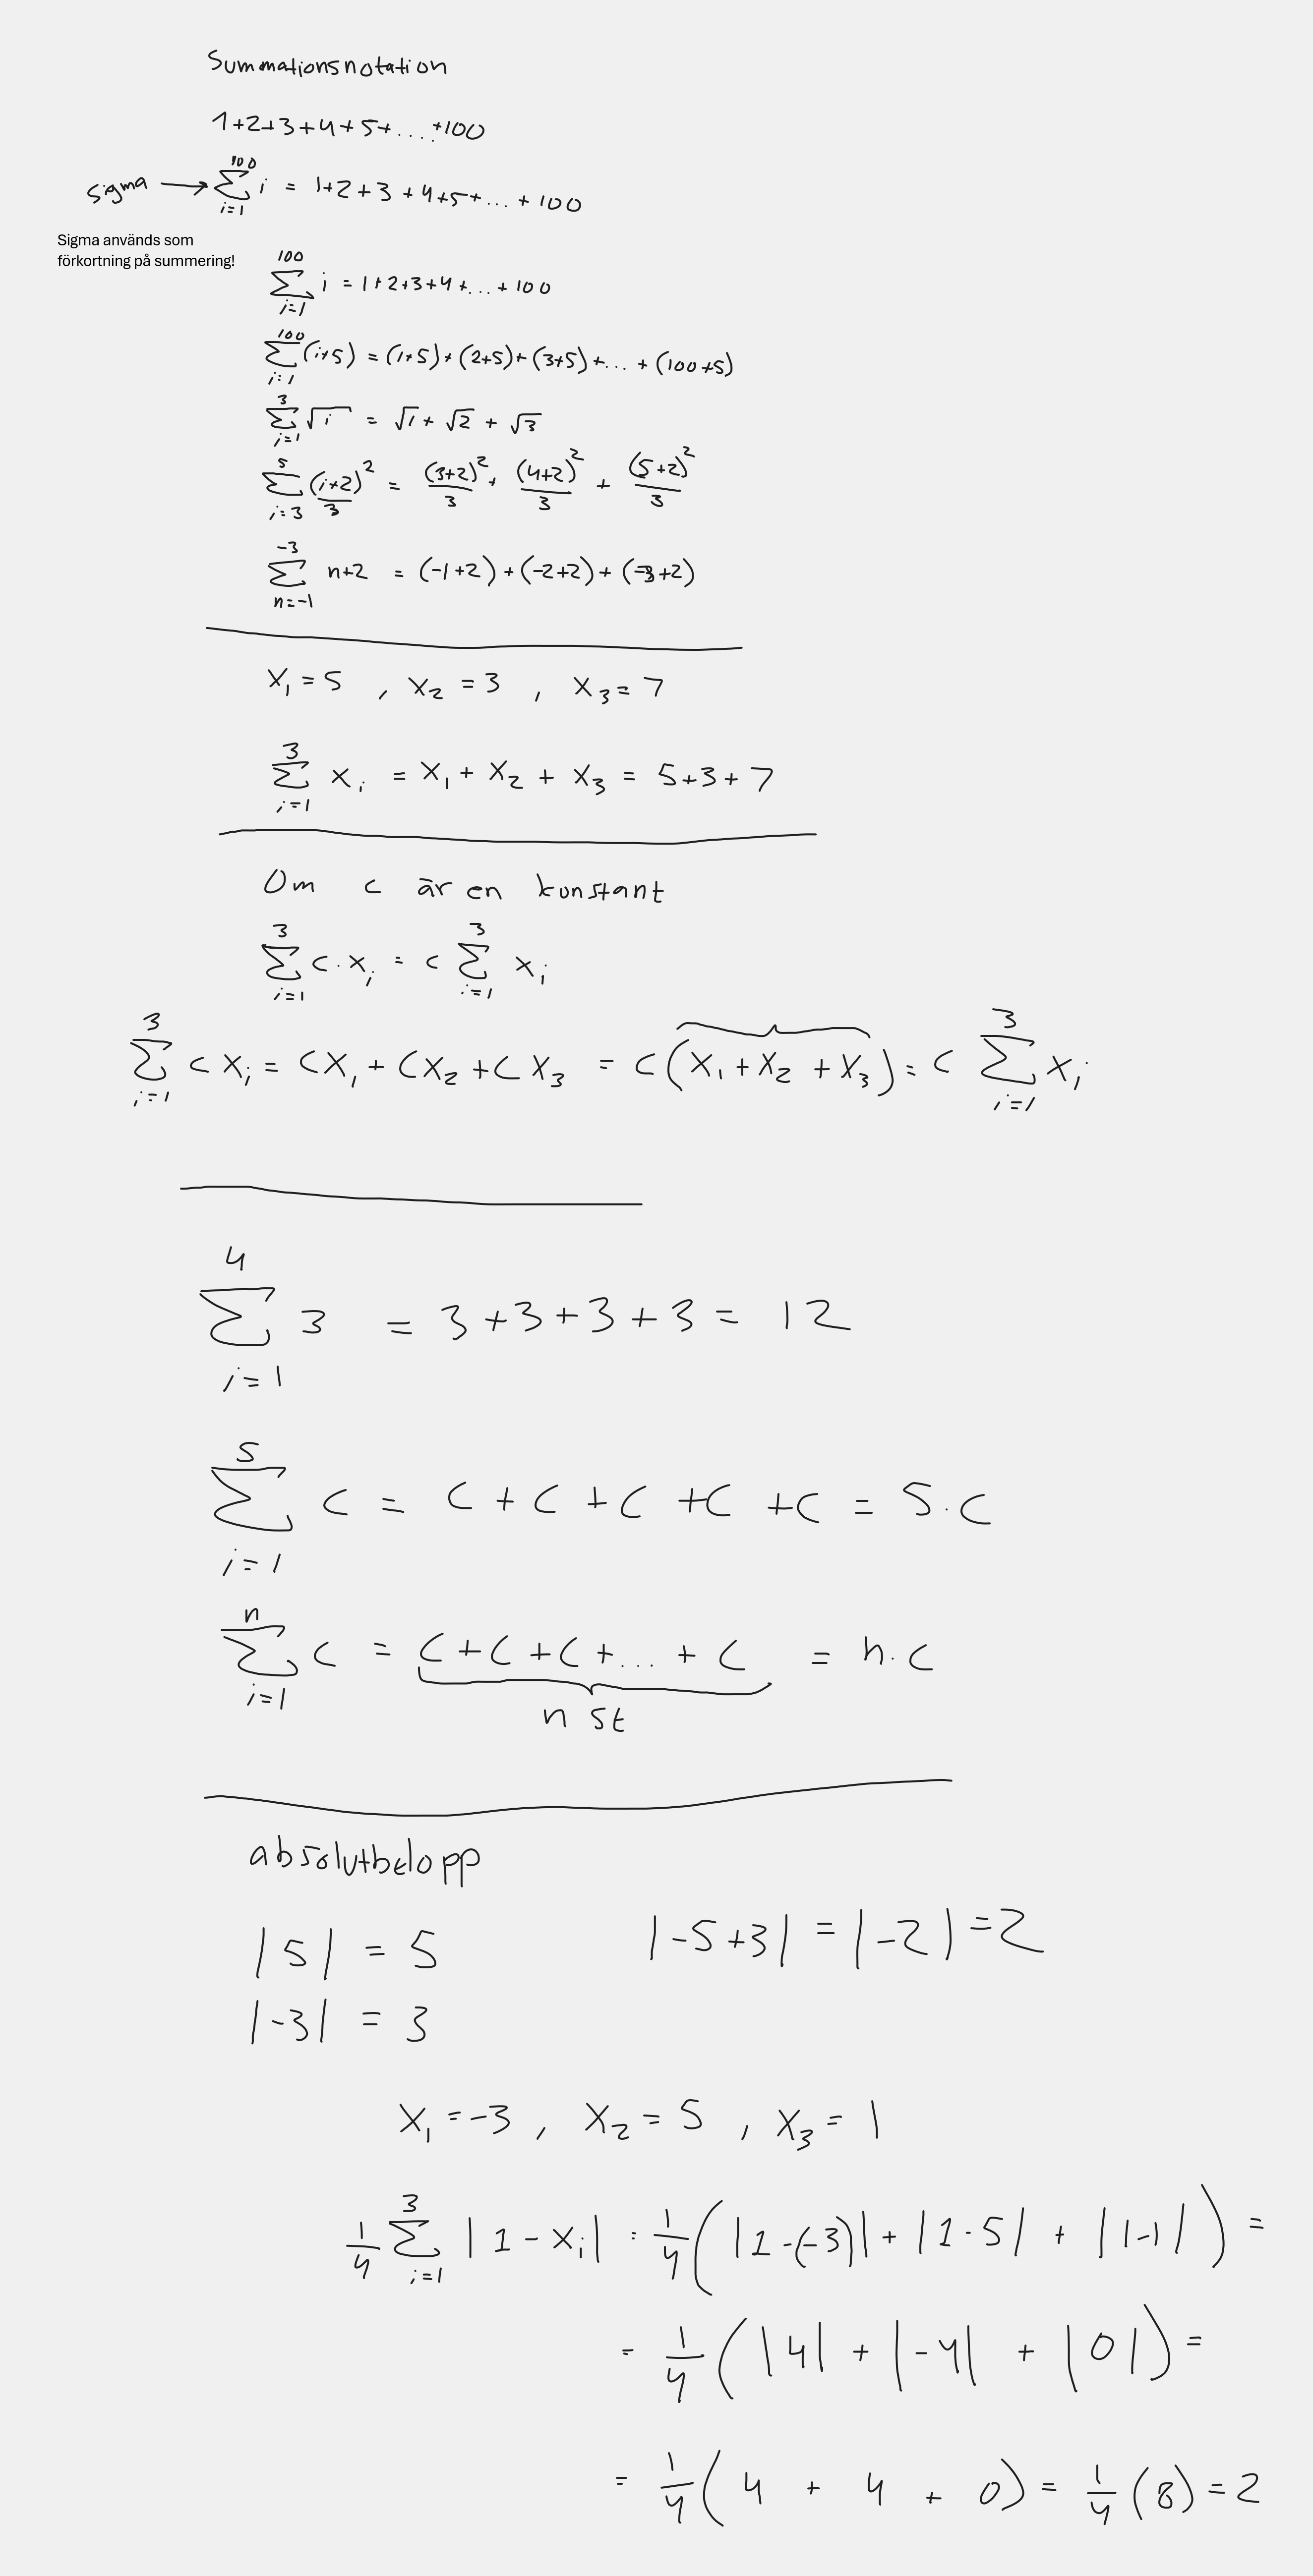 Summationsnotation
1+2+3+4+5+....+100
Sigma → \sum_{i=1}^{100} i = 1+2+3+4+5+...+100
Sigma används som
förkortning på summering!
\sum_{i=1}^{100} i = 1+2+3+4+...+100
\sum_{i=1}^{100} (i+5) = (1+5)+(2+5)+(3+5)+...+(100+5)
\sum_{i=1}^{3} \sqrt{i} = \sqrt{1}+\sqrt{2}+\sqrt{3}
\sum_{i=3}^{5} \frac{(i+2)^2}{3} = \frac{(3+2)^2}{3}+\frac{(4+2)^2}{3}+\frac{(5+2)^2}{3}
\sum_{n=-1}^{-3} n+2 = (-1+2)+(-2+2)+(-3+2)
x_1=5 , x_2=3 , x_3=7
\sum_{i=1}^{3} x_i = x_1+x_2+x_3 = 5+3+7
Om c är en konstant
\sum_{i=1}^{3} c·x_i = c \sum_{i=1}^{3} x_i
\sum_{i=1}^{3} cx_i = cx_1+cx_2+cx_3 = c(x_1+x_2+x_3) = c \sum_{i=1}^{3} x_i
\sum_{i=1}^{4} 3 = 3+3+3+3 = 12
\sum_{i=1}^{5} c = c+c+c+c+c = 5·c
\sum_{i=1}^{n} c = c+c+c+...+c = n·c
n st
absolutbelopp
|5| = 5 |-5+3| = |-2| = 2
|-3| = 3
x_1=-3 , x_2=5 , x_3=1
\frac{1}{4} \sum_{i=1}^{3} |1-x_i| = \frac{1}{4}(|1-(-3)|+|1-5|+|1-1|) =
= \frac{1}{4}(|4|+|-4|+|0|) =
= \frac{1}{4}(4+4+0) = \frac{1}{4}(8) = 2